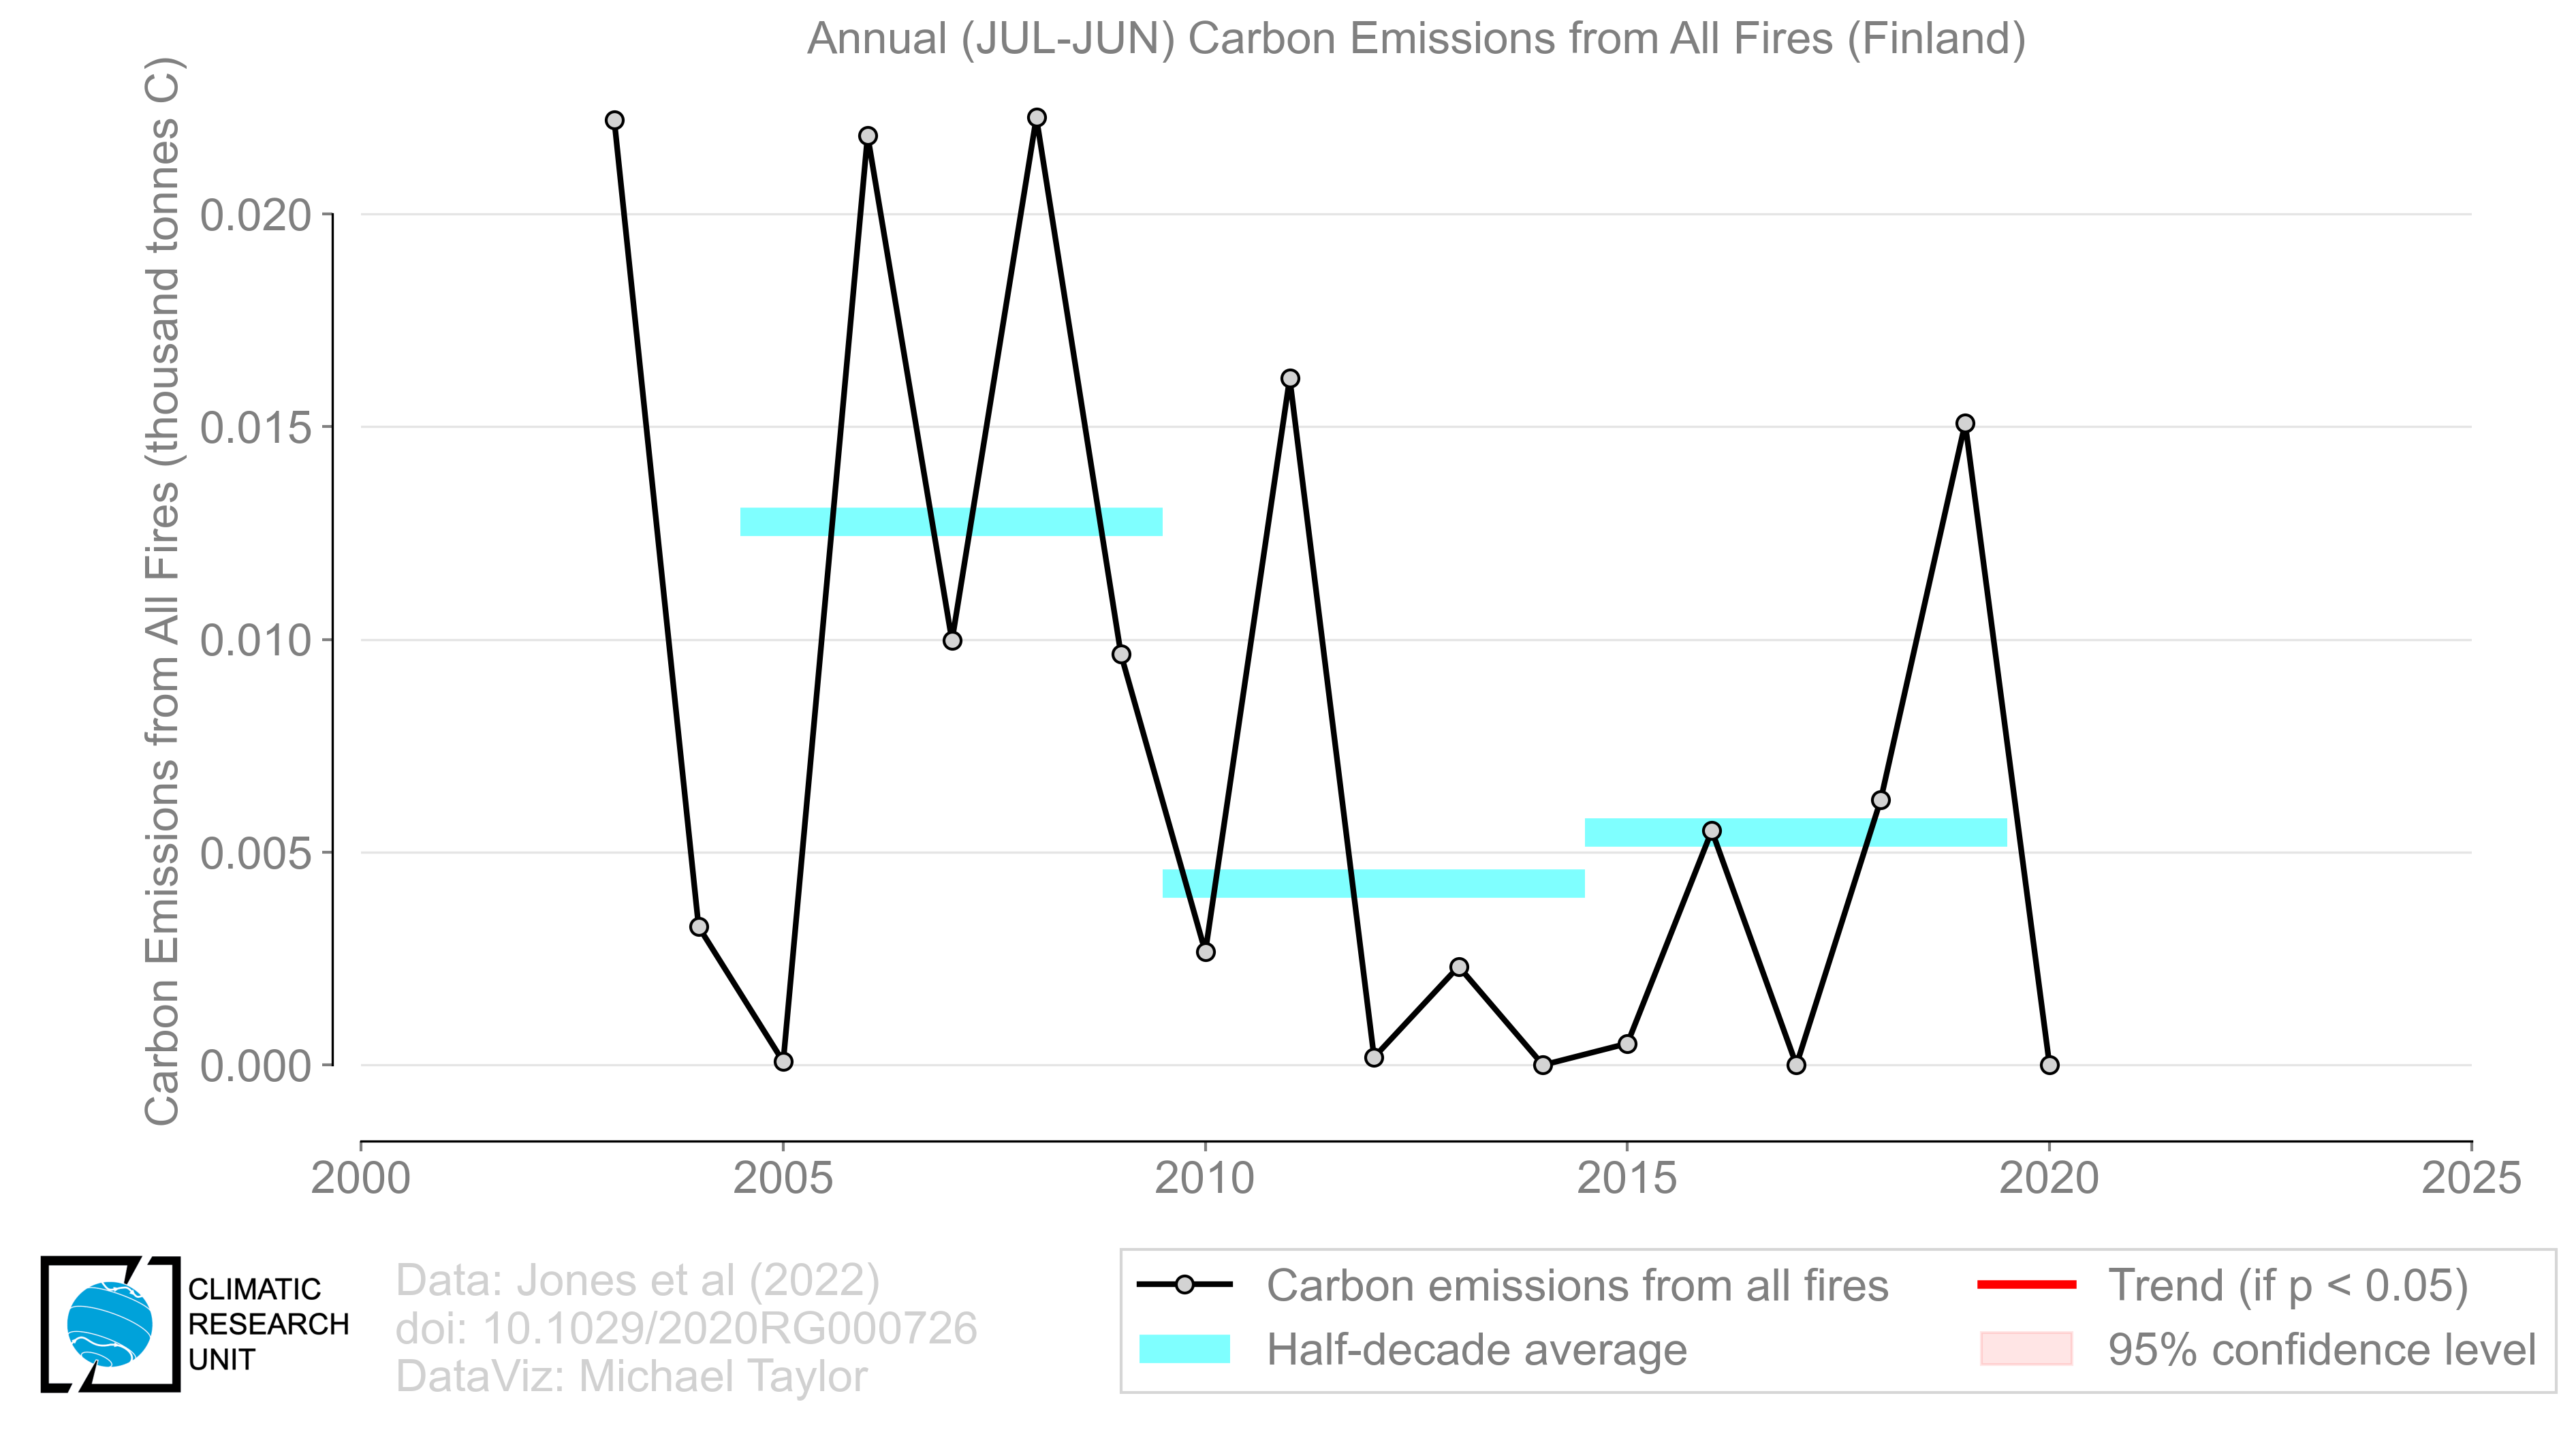 Annual (JUL-JUN) Carbon Emissions from All Fires (Finland)
Carbon Emissions from All Fires (thousand tonnes C)
0.020
0.015
0.010
0.005
0.000
2000 2005 2010 2015 2020 2025
CLIMATIC
RESEARCH
UNIT
Data: Jones et al (2022)
doi: 10.1029/2020RG000726
DataViz: Michael Taylor
Carbon emissions from all fires
Half-decade average
Trend (if p < 0.05)
95% confidence level